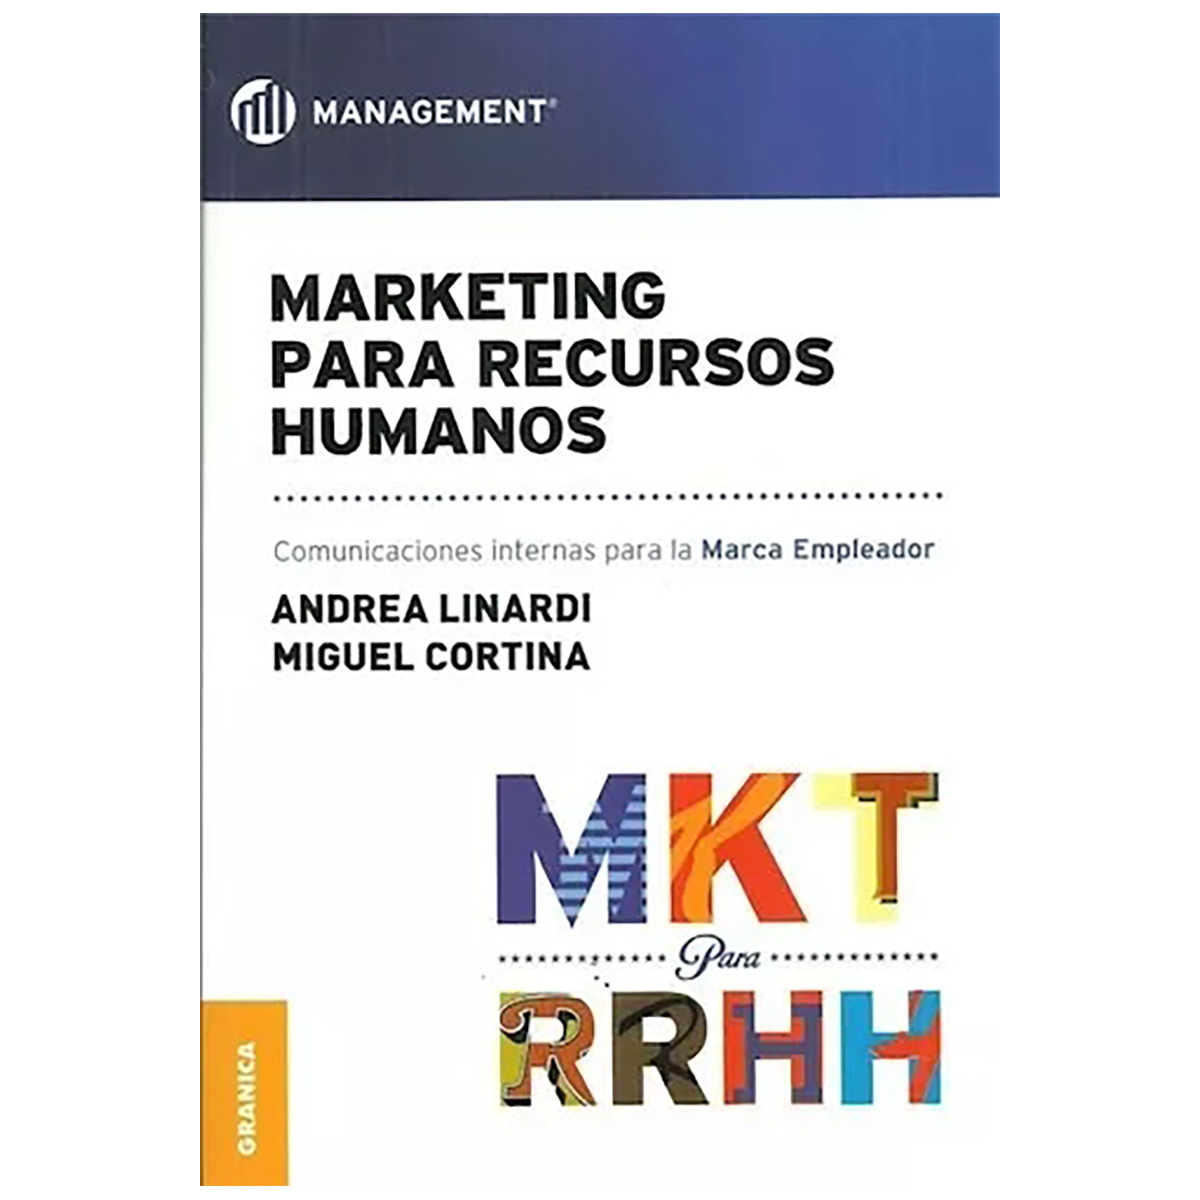 MANAGEMENT®
MARKETING
PARA RECURSOS
HUMANOS
Comunicaciones internas para la Marca Empleador
ANDREA LINARDI
MIGUEL CORTINA
MKT
Para
RRHH
GRANICA